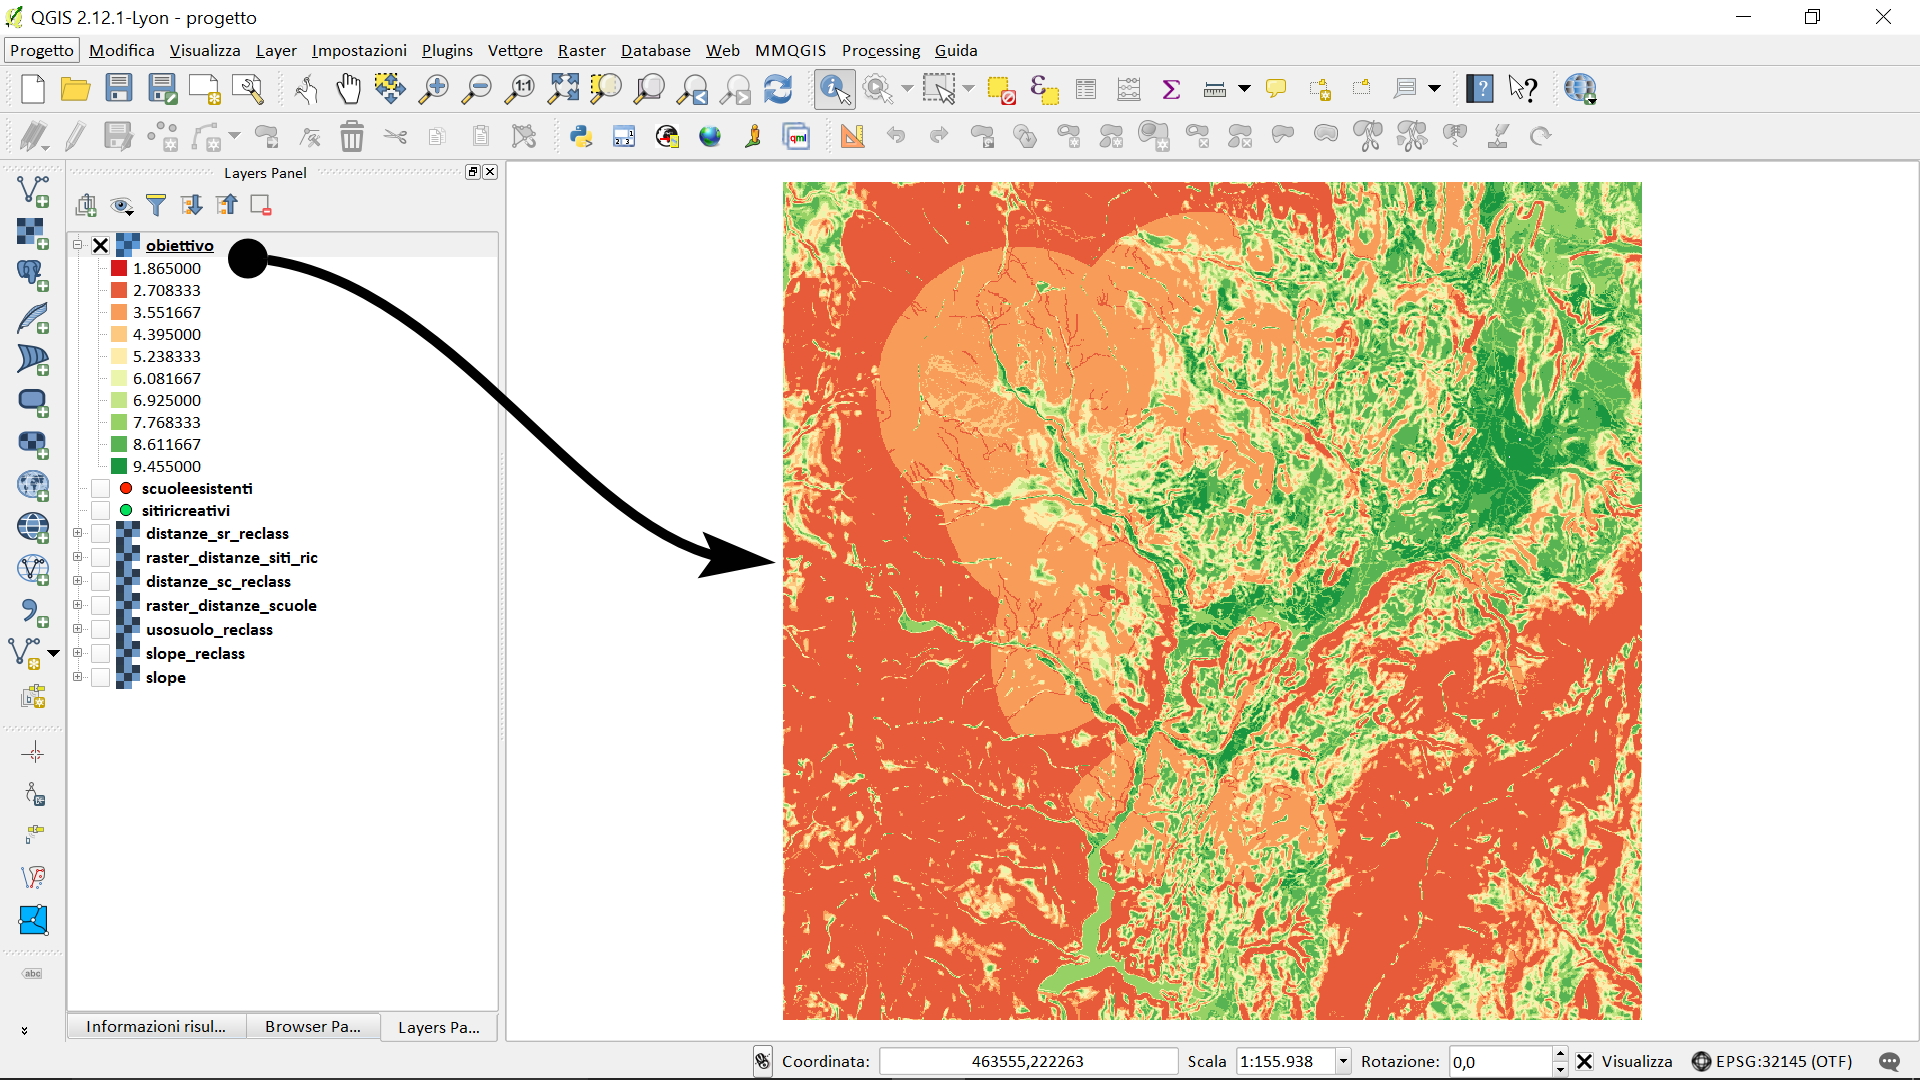 QGIS 2.12.1-Lyon - progetto
Progetto Modifica Visualizza Layer Impostazioni Plugins Vettore Raster Database Web MMQGIS Processing Guida
Layers Panel
obiettivo
1.865000
2.708333
3.551667
4.395000
5.238333
6.081667
6.925000
7.768333
8.611667
9.455000
scuoleesistenti
sitiricreativi
distanze_sr_reclass
raster_distanze_siti_ric
distanze_sc_reclass
raster_distanze_scuole
usosuolo_reclass
slope_reclass
slope
abc
Informazioni risul... Browser Pa... Layers Pa...
Coordinata: 463555,222263 Scala 1:155.938 Rotazione: 0,0 Visualizza EPSG:32145 (OTF)